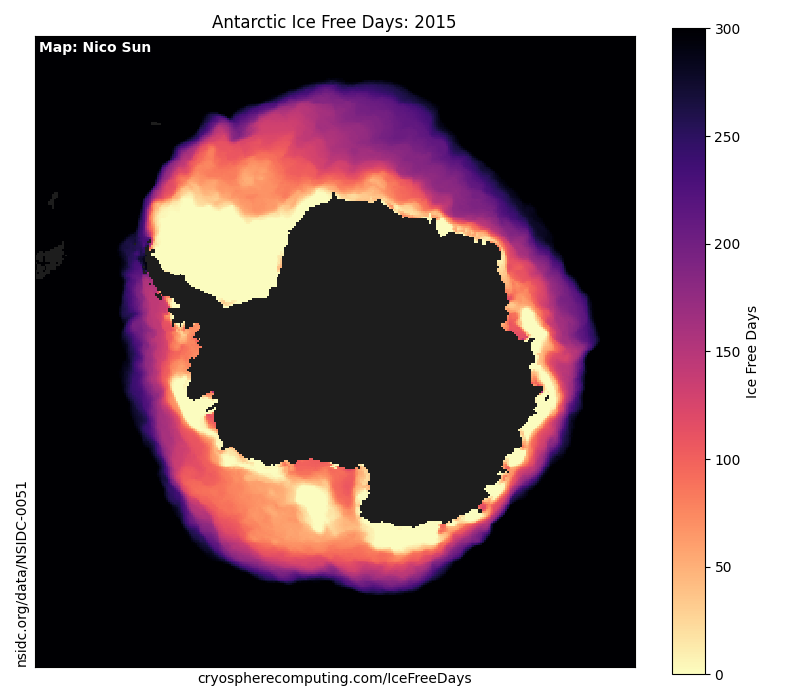 Antarctic Ice Free Days: 2015
Map: Nico Sun
300
250
200
150
100
50
0
Ice Free Days
nsidc.org/data/NSIDC-0051
cryospherecomputing.com/IceFreeDays